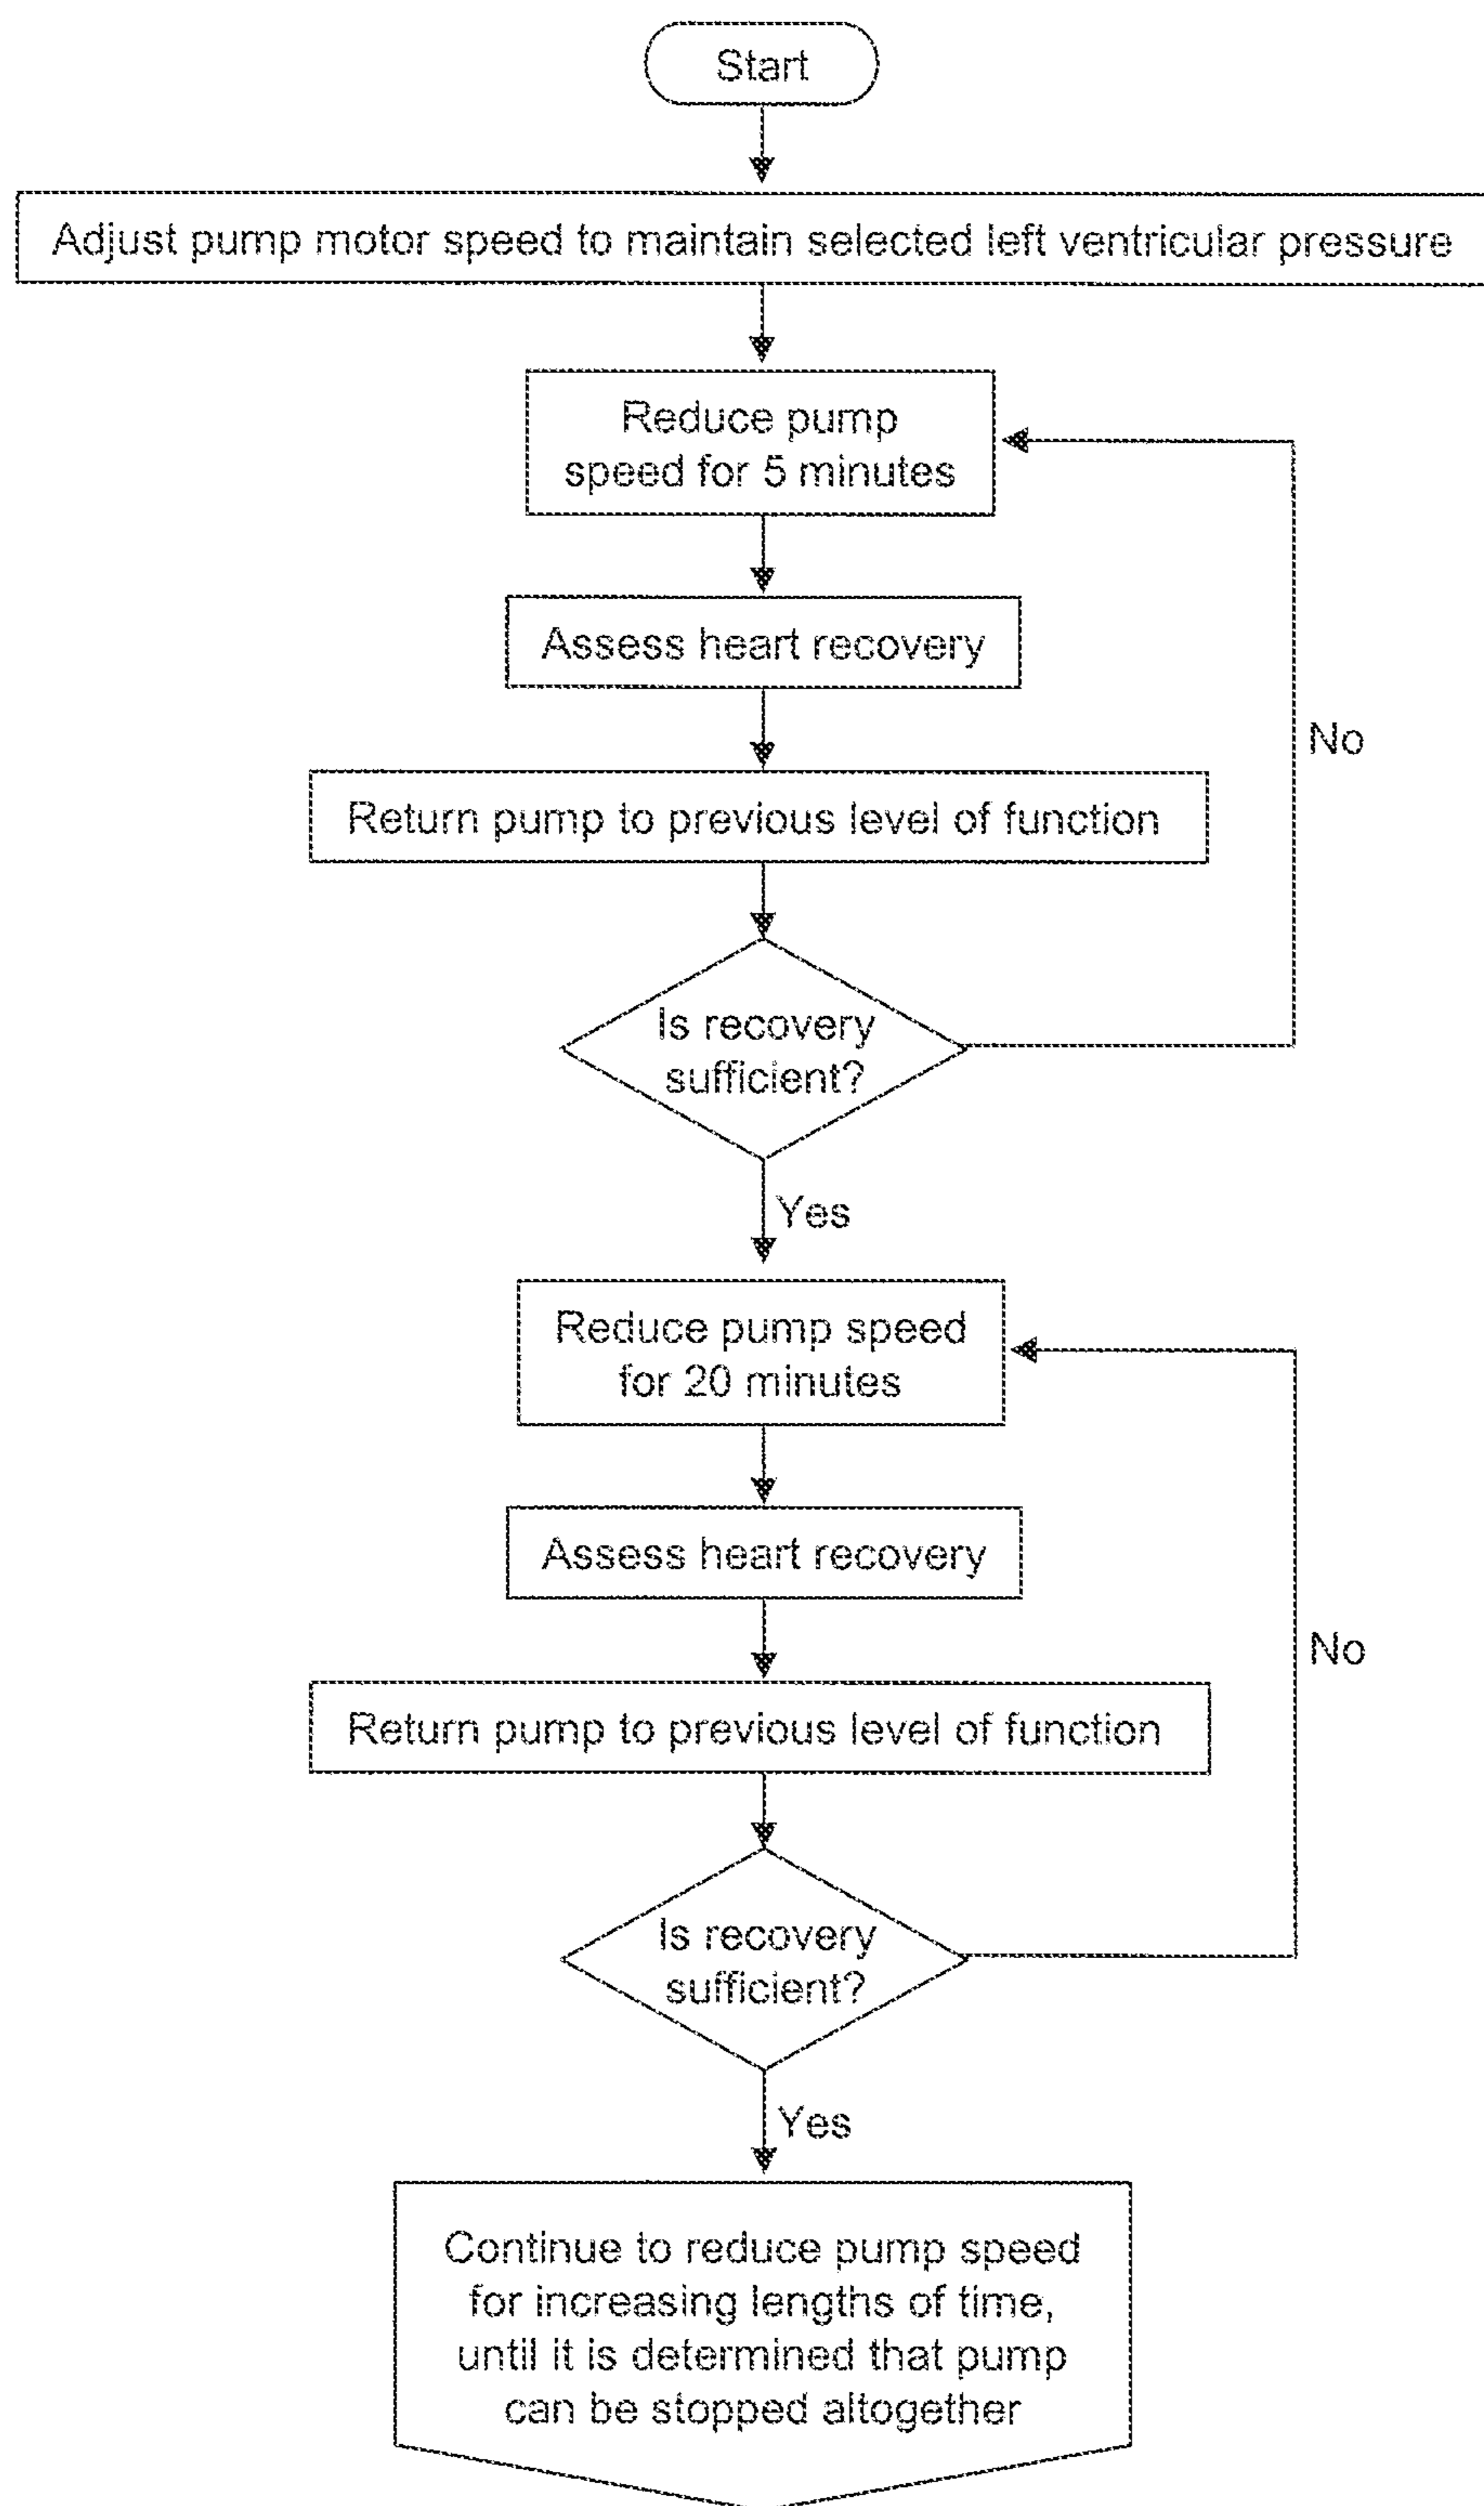 Start
Adjust pump motor speed to maintain selected left ventricular pressure
Reduce pump
speed for 5 minutes
Assess heart recovery
No
Return pump to previous level of function
Is recovery
sufficient?
Yes
Reduce pump speed
for 20 minutes
Assess heart recovery
No
Return pump to previous level of function
Is recovery
sufficient?
Yes
Continue to reduce pump speed
for increasing lengths of time,
until it is determined that pump
can be stopped altogether